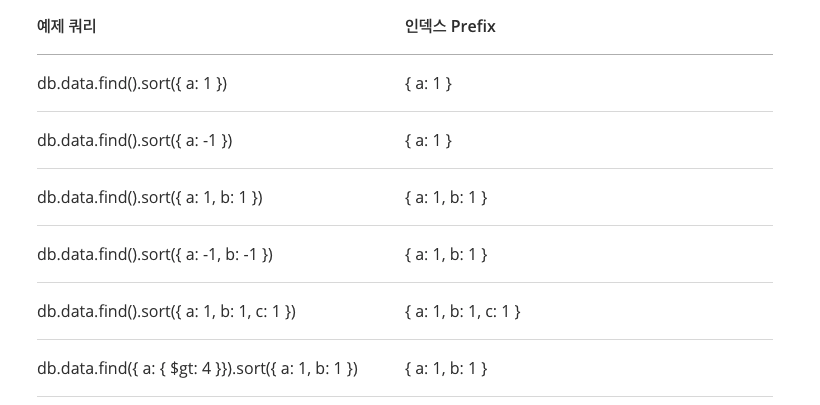 예제 쿼리 인덱스 Prefix
db.data.find().sort({ a: 1 }) { a: 1 }
db.data.find().sort({ a: -1 }) { a: 1 }
db.data.find().sort({ a: 1, b: 1 }) { a: 1, b: 1 }
db.data.find().sort({ a: -1, b: -1 }) { a: 1, b: 1 }
db.data.find().sort({ a: 1, b: 1, c: 1 }) { a: 1, b: 1, c: 1 }
db.data.find({ a: { $gt: 4 }}).sort({ a: 1, b: 1 }) { a: 1, b: 1 }